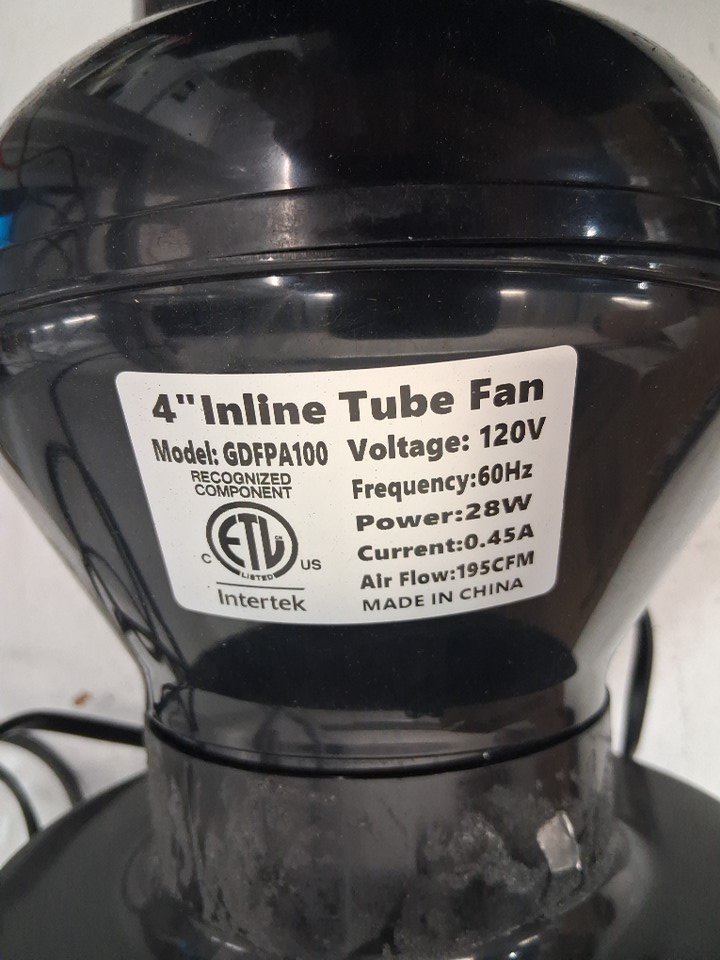 4" Inline Tube Fan
Model: GDFPA100
RECOGNIZED
COMPONENT
ETL
C US
LISTED
Intertek
Voltage: 120V
Frequency:60Hz
Power:28W
Current:0.45A
Air Flow:195CFM
MADE IN CHINA